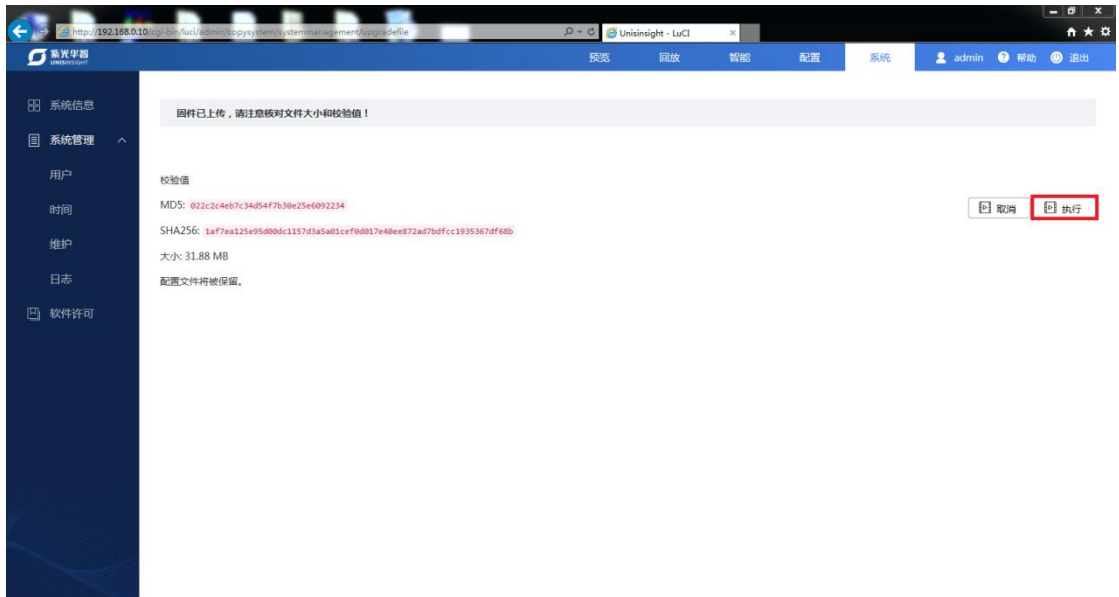 http://192.168.0.10/cgi-bin/luci/admin/copysystem/systemmanagement/upgradefile
Unisinsight - LuCI
紫光华智
UNISINSIGHT
预览
回放
智能
配置
系统
admin
帮助
退出
系统信息
系统管理
用户
时间
维护
日志
软件许可
固件已上传，请注意核对文件大小和校验值！
校验值
MD5: 022c2c4eb7c34d54f7b30e25e6092234
SHA256: 1af7ea125e95d00dc1157d3a5a01cef0d017e40ee872ad7bdfcc1935367df68b
大小: 31.88 MB
配置文件将被保留。
取消
执行